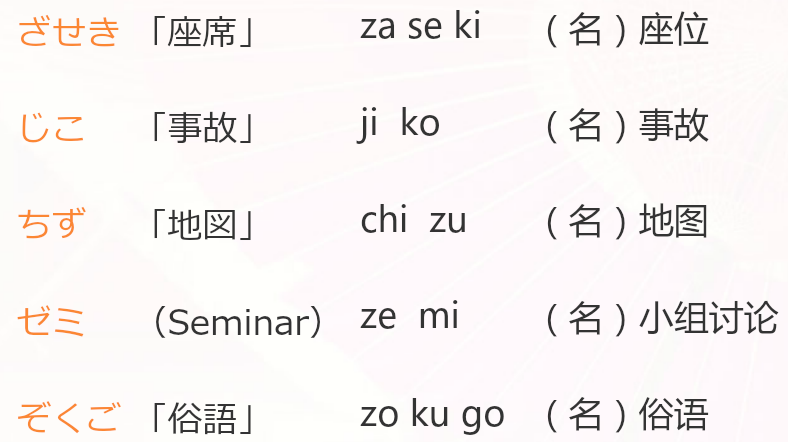 ざせき 「座席」 za se ki （名）座位
じこ 「事故」 ji ko （名）事故
ちず 「地図」 chi zu （名）地图
ゼミ （Seminar） ze mi （名）小组讨论
ぞくご 「俗語」 zo ku go （名）俗语